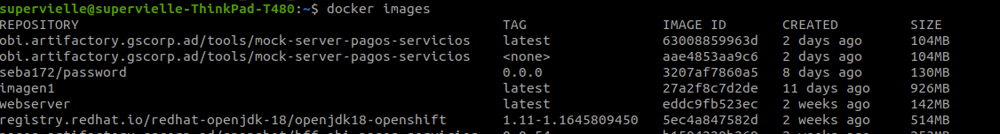 supervielle@supervielle-ThinkPad-T480:~$ docker images
REPOSITORY TAG IMAGE ID CREATED SIZE
obi.artifactory.gscorp.ad/tools/mock-server-pagos-servicios latest 63008859963d 2 days ago 104MB
obi.artifactory.gscorp.ad/tools/mock-server-pagos-servicios <none> aae4853aa9c6 2 days ago 104MB
seba172/password 0.0.0 3207af7860a5 8 days ago 130MB
imagen1 latest 27a2f8c7d2de 11 days ago 926MB
webserver latest eddc9fb523ec 2 weeks ago 142MB
registry.redhat.io/redhat-openjdk-18/openjdk18-openshift 1.11-1.1645809450 5ec4a847582d 2 weeks ago 514MB